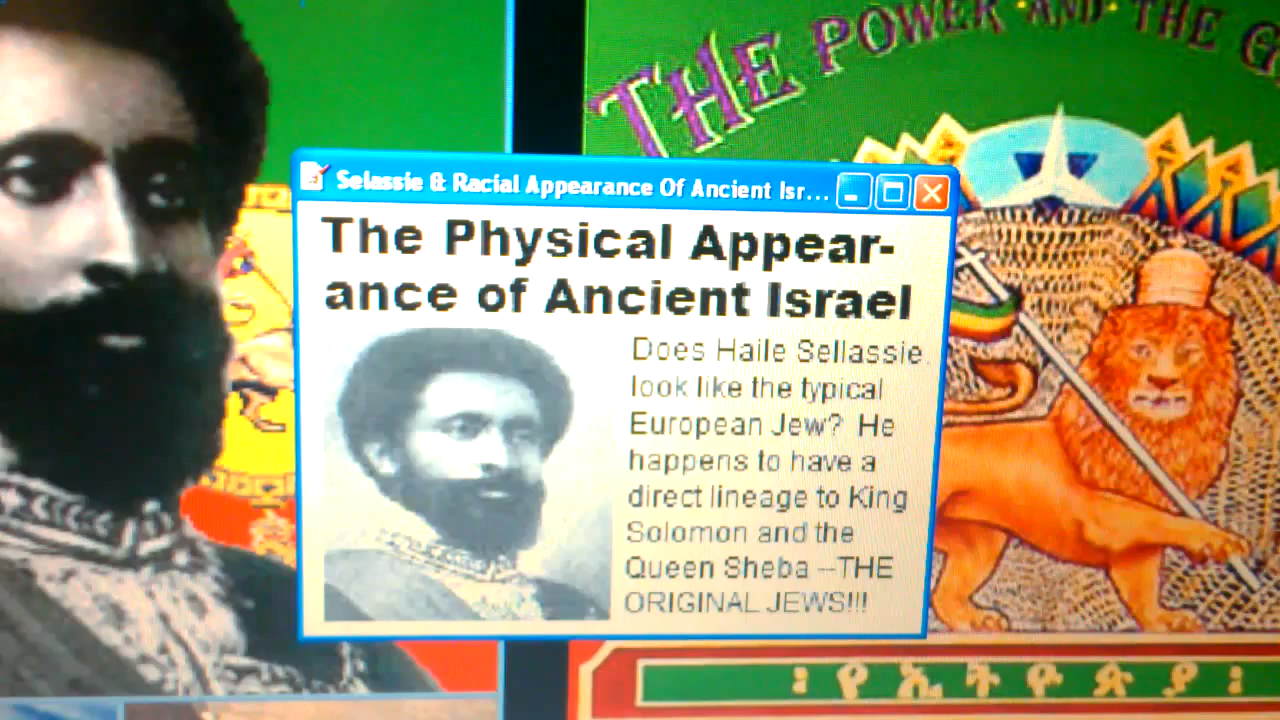 THE POWER AND THE G
Selassie & Racial Appearance Of Ancient Isr...
The Physical Appear-
ance of Ancient Israel
Does Haile Sellassie
look like the typical
European Jew? He
happens to have a
direct lineage to King
Solomon and the
Queen Sheba --THE
ORIGINAL JEWS!!!
፡ የኢትዮጵያ ፡